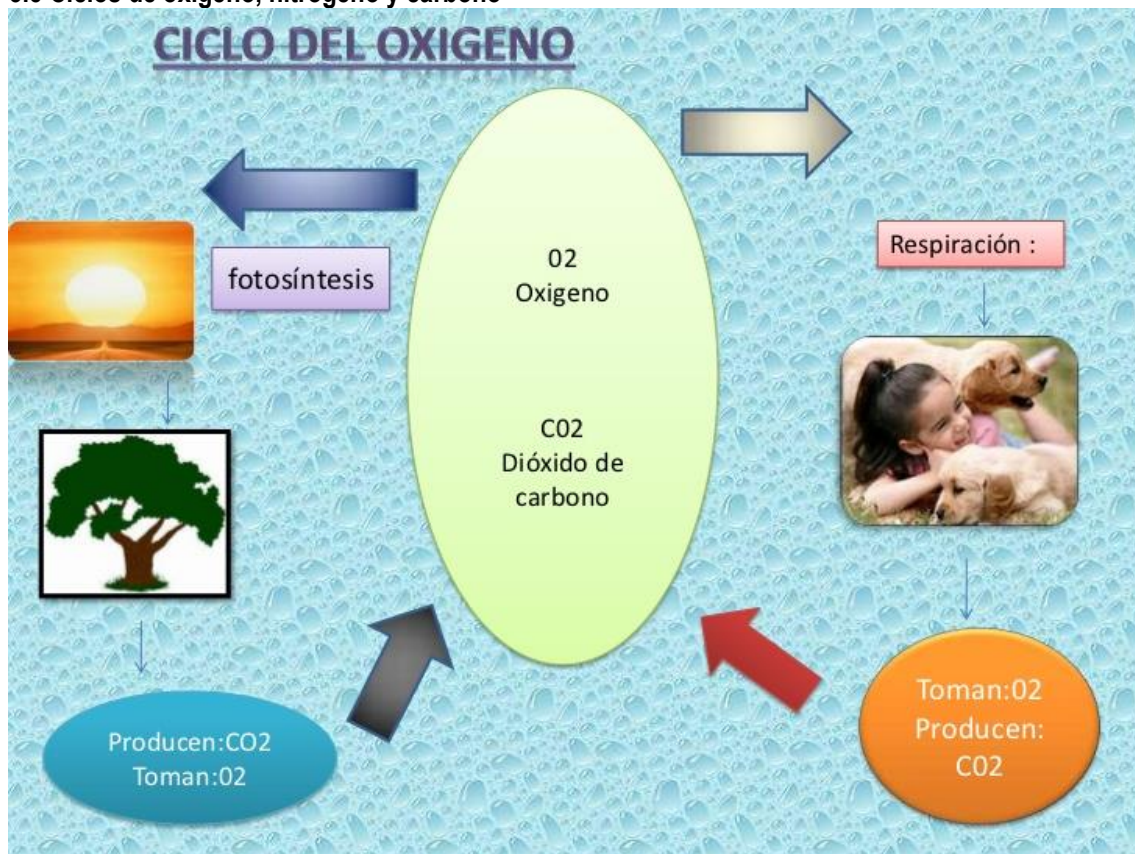 CICLO DEL OXIGENO
fotosíntesis
02
Oxigeno
C02
Dióxido de
carbono
Respiración :
Producen:CO2
Toman:02
Toman:02
Producen:
C02